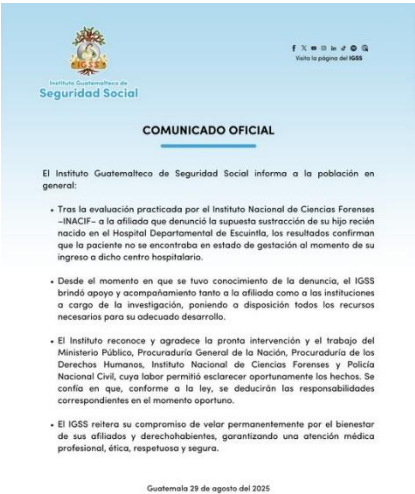 IGSS
Instituto Guatemalteco de
Seguridad Social
Visita la página del IGSS
COMUNICADO OFICIAL
El Instituto Guatemalteco de Seguridad Social informa a la población en
general:
• Tras la evaluación practicada por el Instituto Nacional de Ciencias Forenses
–INACIF– a la afiliada que denunció la supuesta sustracción de su hijo recién
nacido en el Hospital Departamental de Escuintla, los resultados confirman
que la paciente no se encontraba en estado de gestación al momento de su
ingreso a dicho centro hospitalario.
• Desde el momento en que se tuvo conocimiento de la denuncia, el IGSS
brindó apoyo y acompañamiento tanto a la afiliada como a las instituciones
a cargo de la investigación, poniendo a disposición todos los recursos
necesarios para su adecuado desarrollo.
• El Instituto reconoce y agradece la pronta intervención y el trabajo del
Ministerio Público, Procuraduría General de la Nación, Procuraduría de los
Derechos Humanos, Instituto Nacional de Ciencias Forenses y Policía
Nacional Civil, cuya labor permitió esclarecer oportunamente los hechos. Se
confía en que, conforme a la ley, se deducirán las responsabilidades
correspondientes en el momento oportuno.
• El IGSS reitera su compromiso de velar permanentemente por el bienestar
de sus afiliados y derechohabientes, garantizando una atención médica
profesional, ética, respetuosa y segura.
Guatemala 29 de agosto del 2025